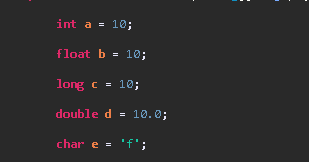 int a = 10;
float b = 10;
long c = 10;
double d = 10.0;
char e = 'f';